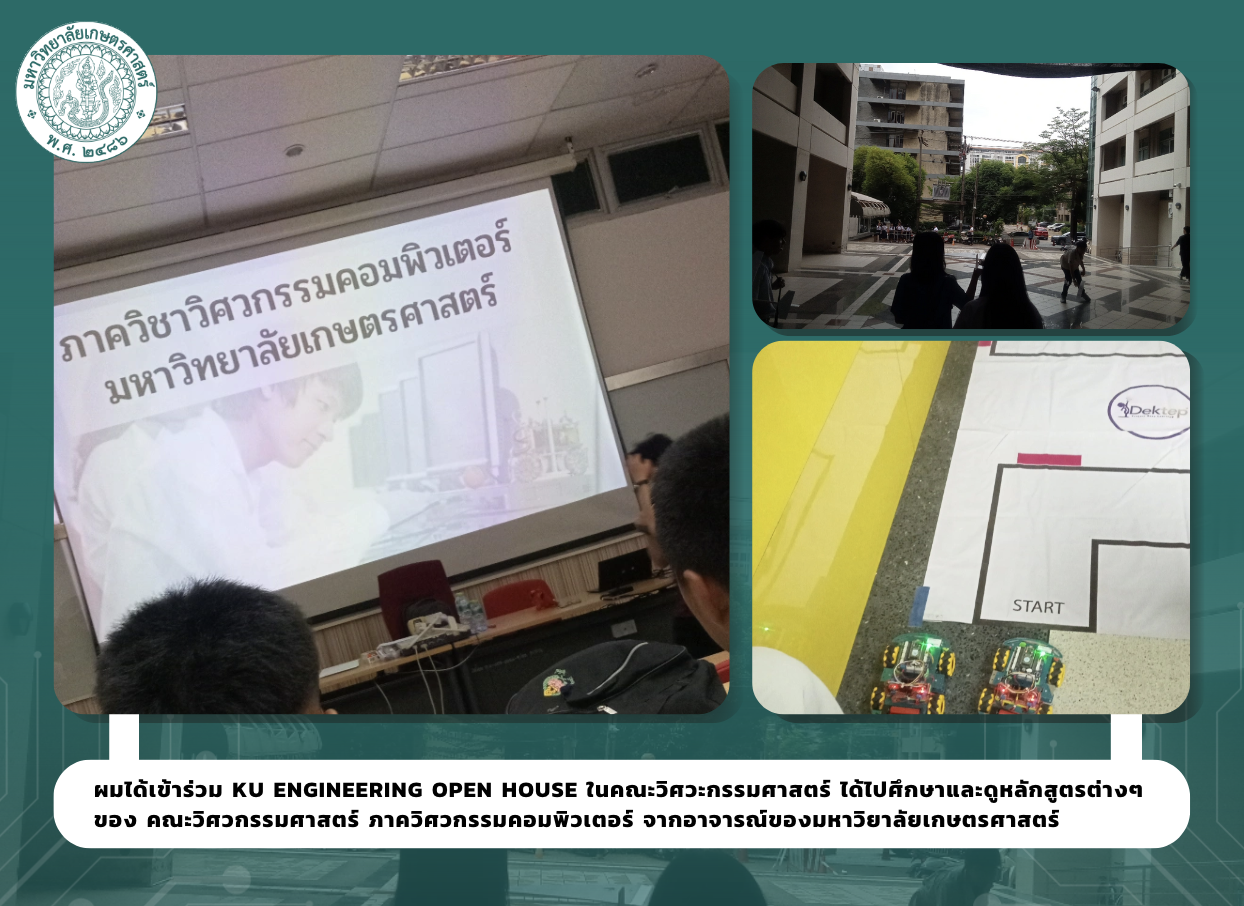 มหาวิทยาลัยเกษตรศาสตร์
พ.ศ. ๒๔๘๖
ภาควิชาวิศวกรรมคอมพิวเตอร์
มหาวิทยาลัยเกษตรศาสตร์
Dektep
START
ผมได้เข้าร่วม KU ENGINEERING OPEN HOUSE ในคณะวิศวะกรรมศาสตร์ ได้ไปศึกษาและดูหลักสูตรต่างๆ
ของ คณะวิศวกรรมศาสตร์ ภาควิศวกรรมคอมพิวเตอร์ จากอาจารณ์ของมหาวิยาลัยเกษตรศาสตร์